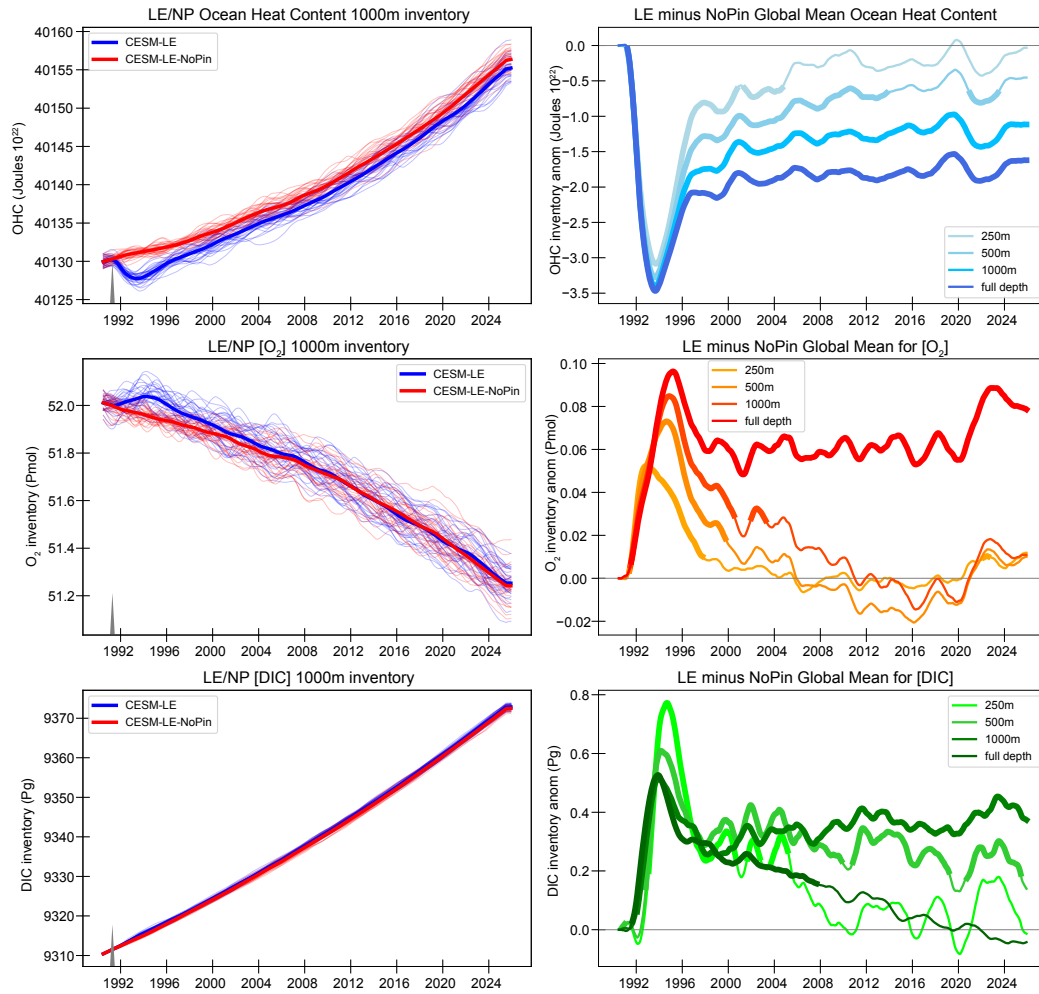 LE/NP Ocean Heat Content 1000m inventory
OHC (Joules 10²²)
40160
40155
40150
40145
40140
40135
40130
40125
CESM-LE
CESM-LE-NoPin
1992 1996 2000 2004 2008 2012 2016 2020 2024
LE minus NoPin Global Mean Ocean Heat Content
OHC inventory anom (Joules 10²²)
0.0
−0.5
−1.0
−1.5
−2.0
−2.5
−3.0
−3.5
250m
500m
1000m
full depth
1992 1996 2000 2004 2008 2012 2016 2020 2024
LE/NP [O₂] 1000m inventory
O₂ inventory (Pmol)
52.0
51.8
51.6
51.4
51.2
CESM-LE
CESM-LE-NoPin
1992 1996 2000 2004 2008 2012 2016 2020 2024
LE minus NoPin Global Mean for [O₂]
O₂ inventory anom (Pmol)
0.10
0.08
0.06
0.04
0.02
0.00
−0.02
250m
500m
1000m
full depth
1992 1996 2000 2004 2008 2012 2016 2020 2024
LE/NP [DIC] 1000m inventory
DIC inventory (Pg)
9370
9360
9350
9340
9330
9320
9310
CESM-LE
CESM-LE-NoPin
1992 1996 2000 2004 2008 2012 2016 2020 2024
LE minus NoPin Global Mean for [DIC]
DIC inventory anom (Pg)
0.8
0.6
0.4
0.2
0.0
250m
500m
1000m
full depth
1992 1996 2000 2004 2008 2012 2016 2020 2024